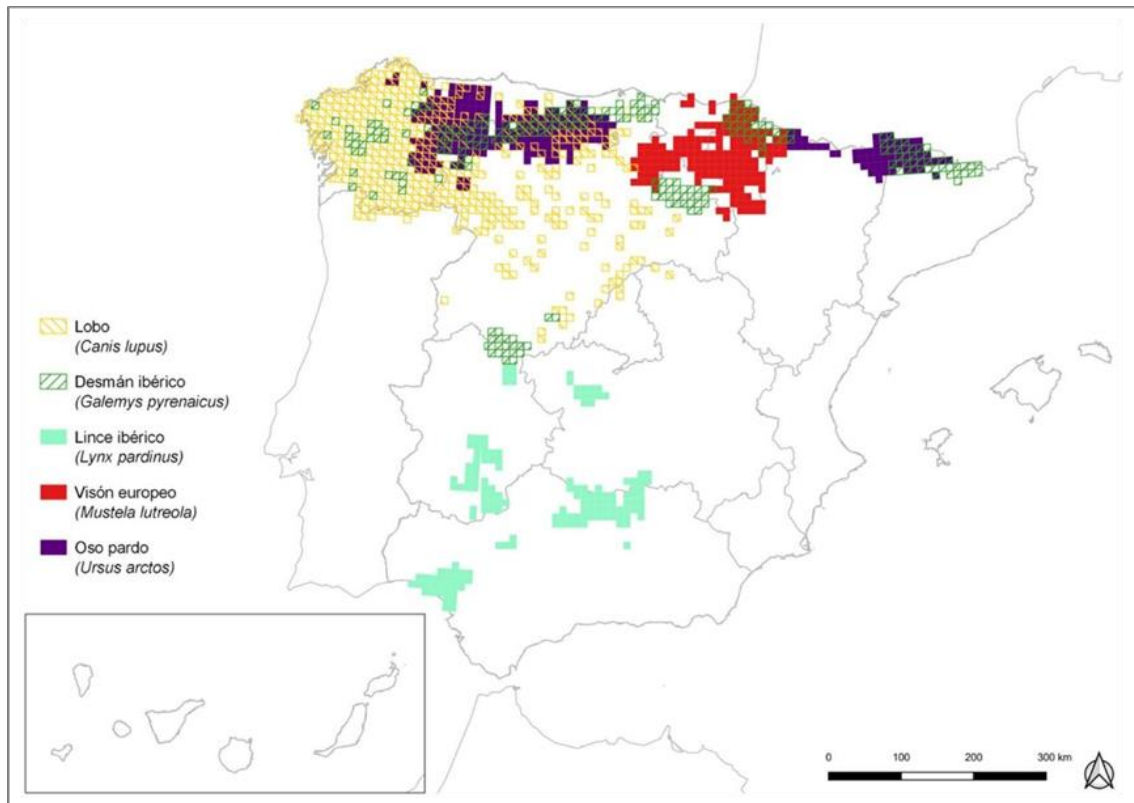 Lobo
(Canis lupus)
Desmán ibérico
(Galemys pyrenaicus)
Lince ibérico
(Lynx pardinus)
Visón europeo
(Mustela lutreola)
Oso pardo
(Ursus arctos)
0 100 200 300 km